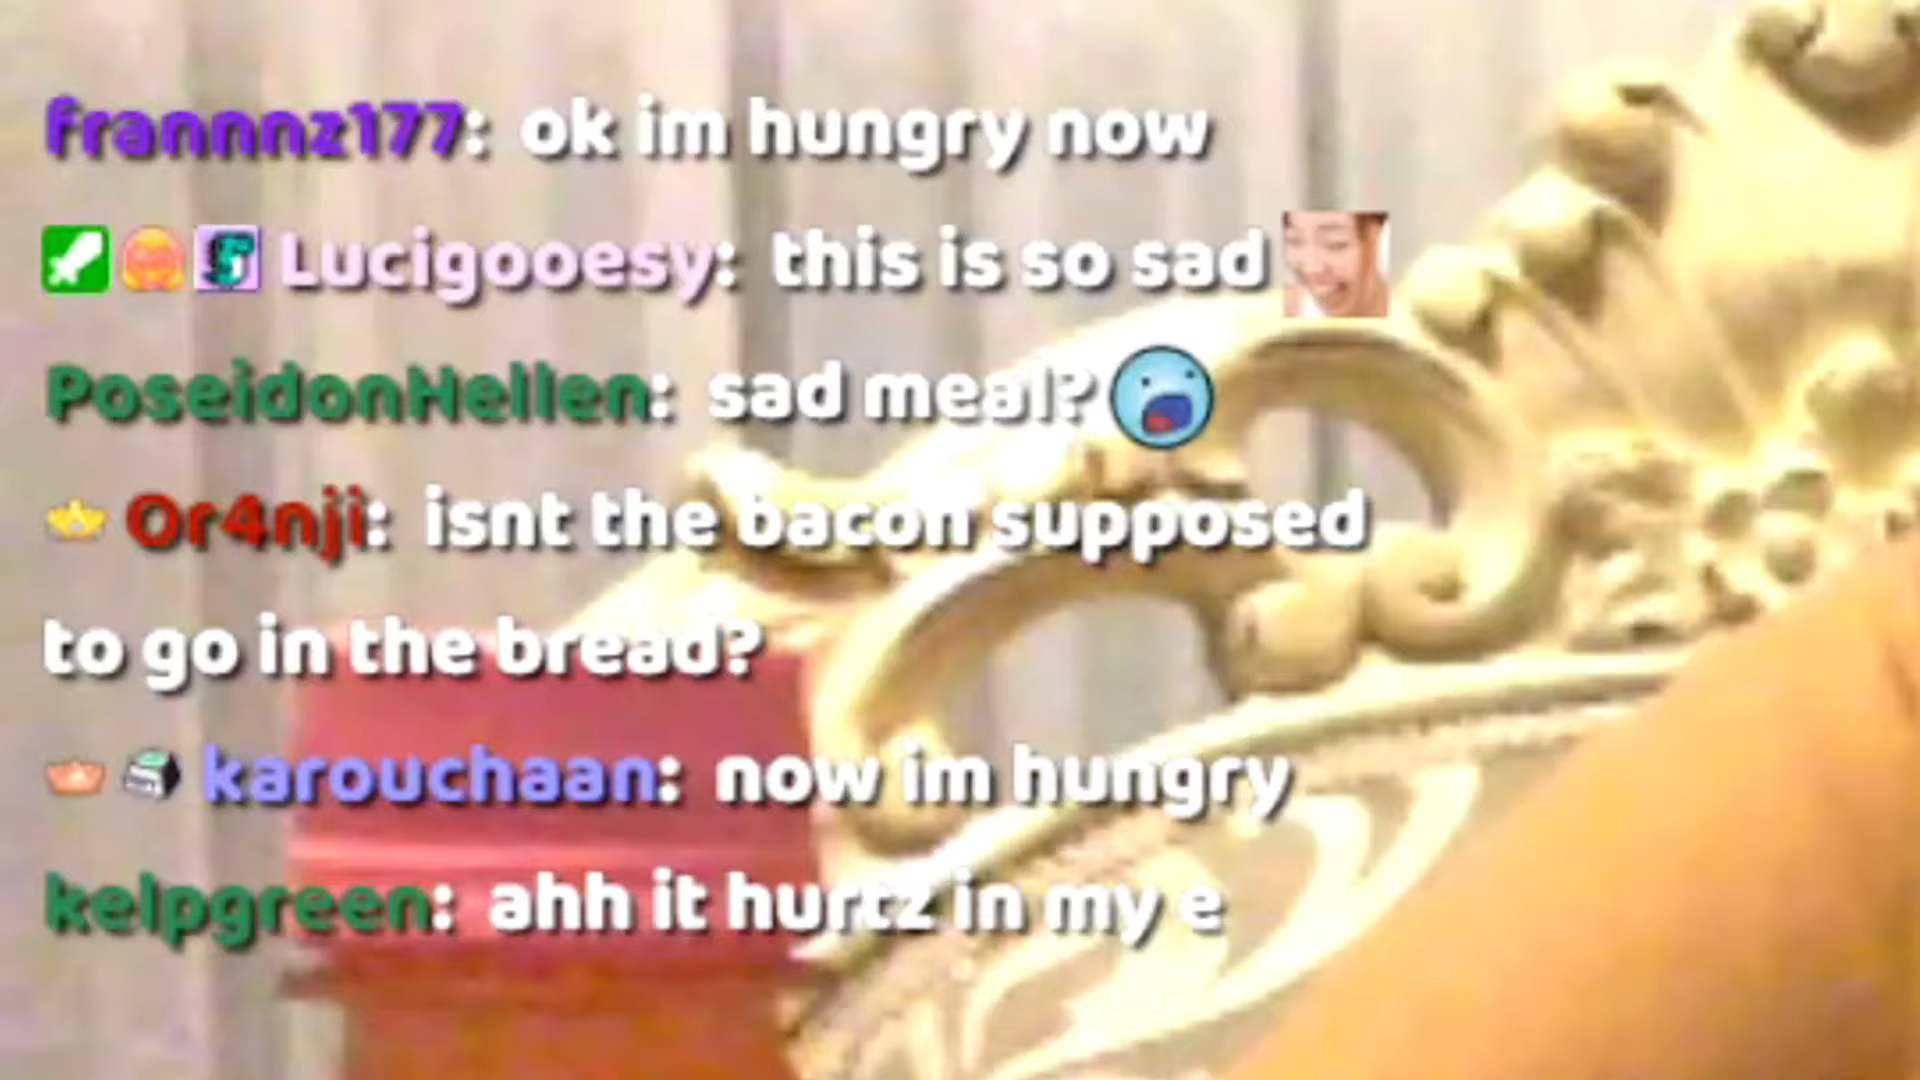 frannnz177: ok im hungry now
Lucigooesy: this is so sad
PoseidonHellen: sad meal?
Or4nji: isnt the bacon supposed
to go in the bread?
karouchaan: now im hungry
kelpgreen: ahh it hurtz in my e